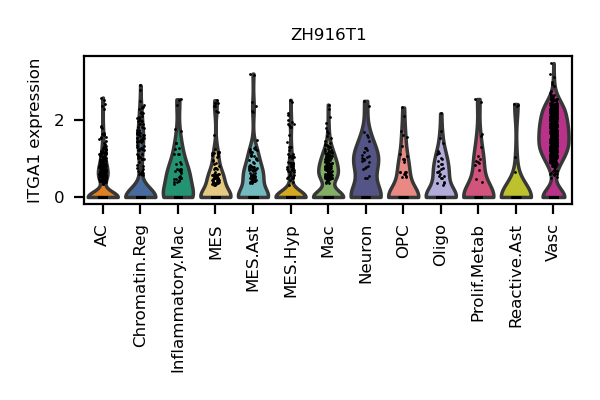 ZH916T1
ITGA1 expression
2
0
AC
Chromatin.Reg
Inflammatory.Mac
MES
MES.Ast
MES.Hyp
Mac
Neuron
OPC
Oligo
Prolif.Metab
Reactive.Ast
Vasc